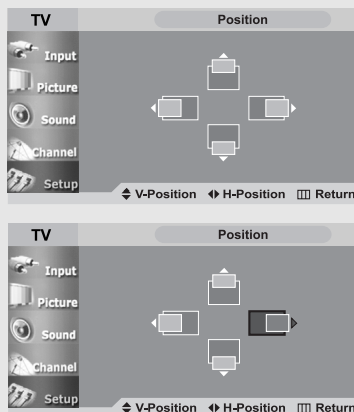 TV Position
Input
Picture
Sound
Channel
Setup
V-Position H-Position Return
TV Position
Input
Picture
Sound
Channel
Setup
V-Position H-Position Return